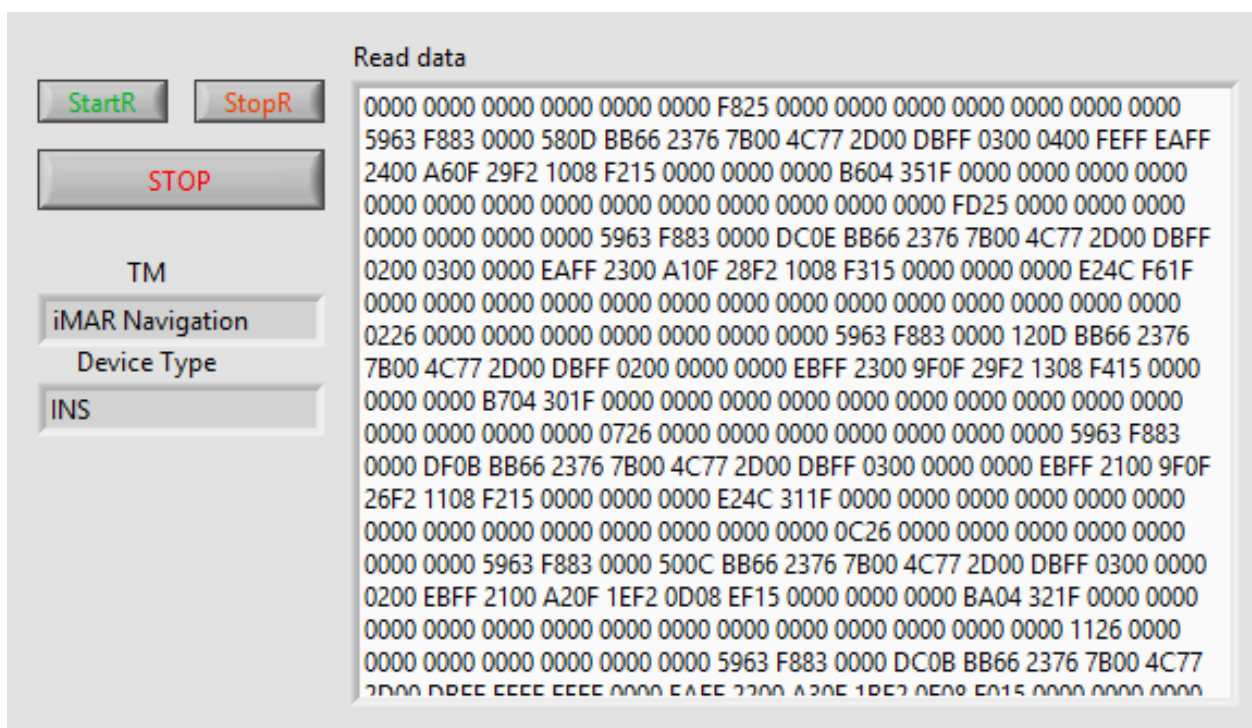 Read data
StartR
StopR
STOP
TM
iMAR Navigation
Device Type
INS
0000 0000 0000 0000 0000 0000 F825 0000 0000 0000 0000 0000 0000 0000
5963 F883 0000 580D BB66 2376 7B00 4C77 2D00 DBFF 0300 0400 FEFF EAFF
2400 A60F 29F2 1008 F215 0000 0000 0000 B604 351F 0000 0000 0000 0000
0000 0000 0000 0000 0000 0000 0000 0000 0000 0000 FD25 0000 0000 0000
0000 0000 0000 0000 5963 F883 0000 DC0E BB66 2376 7B00 4C77 2D00 DBFF
0200 0300 0000 EAFF 2300 A10F 28F2 1008 F315 0000 0000 0000 E24C F61F
0000 0000 0000 0000 0000 0000 0000 0000 0000 0000 0000 0000 0000 0000
0226 0000 0000 0000 0000 0000 0000 0000 5963 F883 0000 120D BB66 2376
7B00 4C77 2D00 DBFF 0200 0000 0000 EBFF 2300 9F0F 29F2 1308 F415 0000
0000 0000 B704 301F 0000 0000 0000 0000 0000 0000 0000 0000 0000 0000
0000 0000 0000 0000 0726 0000 0000 0000 0000 0000 0000 0000 5963 F883
0000 DF0B BB66 2376 7B00 4C77 2D00 DBFF 0300 0000 0000 EBFF 2100 9F0F
26F2 1108 F215 0000 0000 0000 E24C 311F 0000 0000 0000 0000 0000 0000
0000 0000 0000 0000 0000 0000 0000 0000 0C26 0000 0000 0000 0000 0000
0000 0000 5963 F883 0000 500C BB66 2376 7B00 4C77 2D00 DBFF 0300 0000
0200 EBFF 2100 A20F 1EF2 0D08 EF15 0000 0000 0000 BA04 321F 0000 0000
0000 0000 0000 0000 0000 0000 0000 0000 0000 0000 0000 0000 1126 0000
0000 0000 0000 0000 0000 0000 5963 F883 0000 DC0B BB66 2376 7B00 4C77
2D00 DBFF FFFF FFFF 0000 EAFF 2200 0000 0000 0000